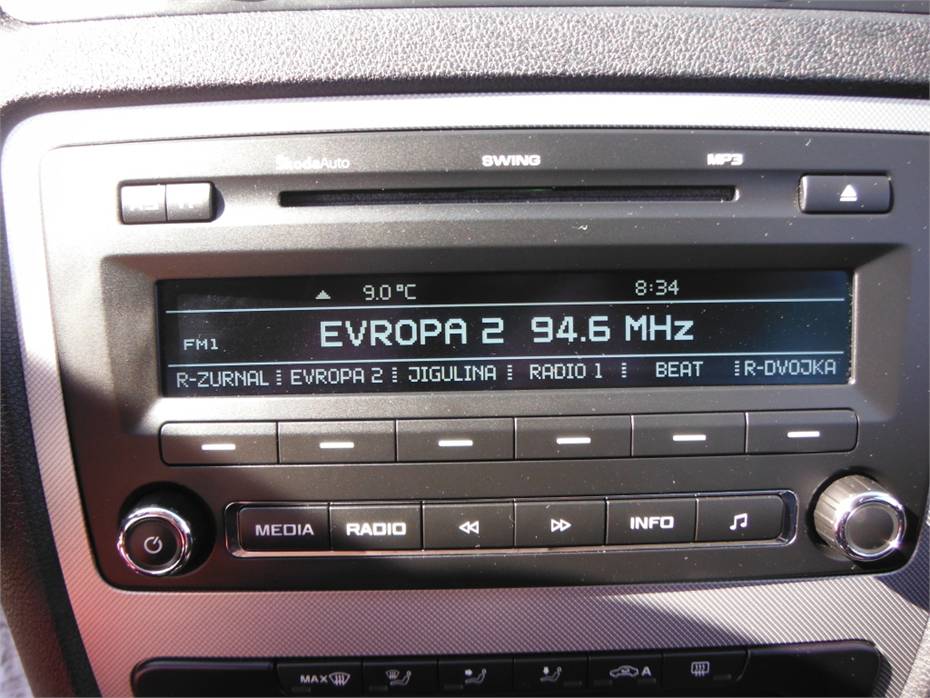 ŠkodaAuto SWING MP3
9.0°C 8:34
FM1 EVROPA 2 94.6 MHz
R-ZURNAL EVROPA 2 JIGULINA RADIO 1 BEAT R-DVOJKA
MEDIA RADIO INFO
MAX A